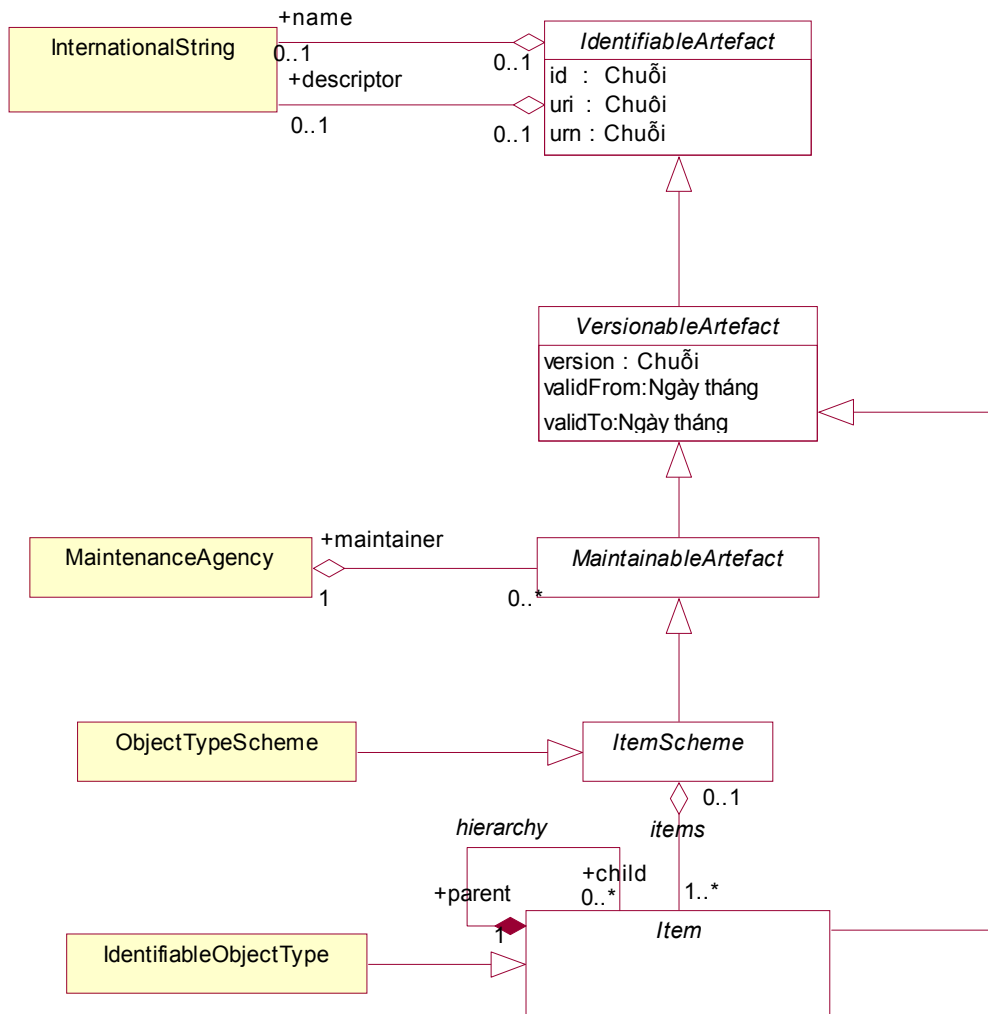 +name
InternationalString
IdentifiableArtefact
0..1
0..1
id : Chuỗi
+descriptor
uri : Chuôi
0..1
0..1
urn : Chuỗi
VersionableArtefact
version : Chuỗi
validFrom:Ngày tháng
validTo:Ngày tháng
+maintainer
MaintenanceAgency
MaintainableArtefact
1
0..*
ObjectTypeScheme
ItemScheme
0..1
hierarchy
items
+child
+parent
0..*
1..*
1
Item
IdentifiableObjectType